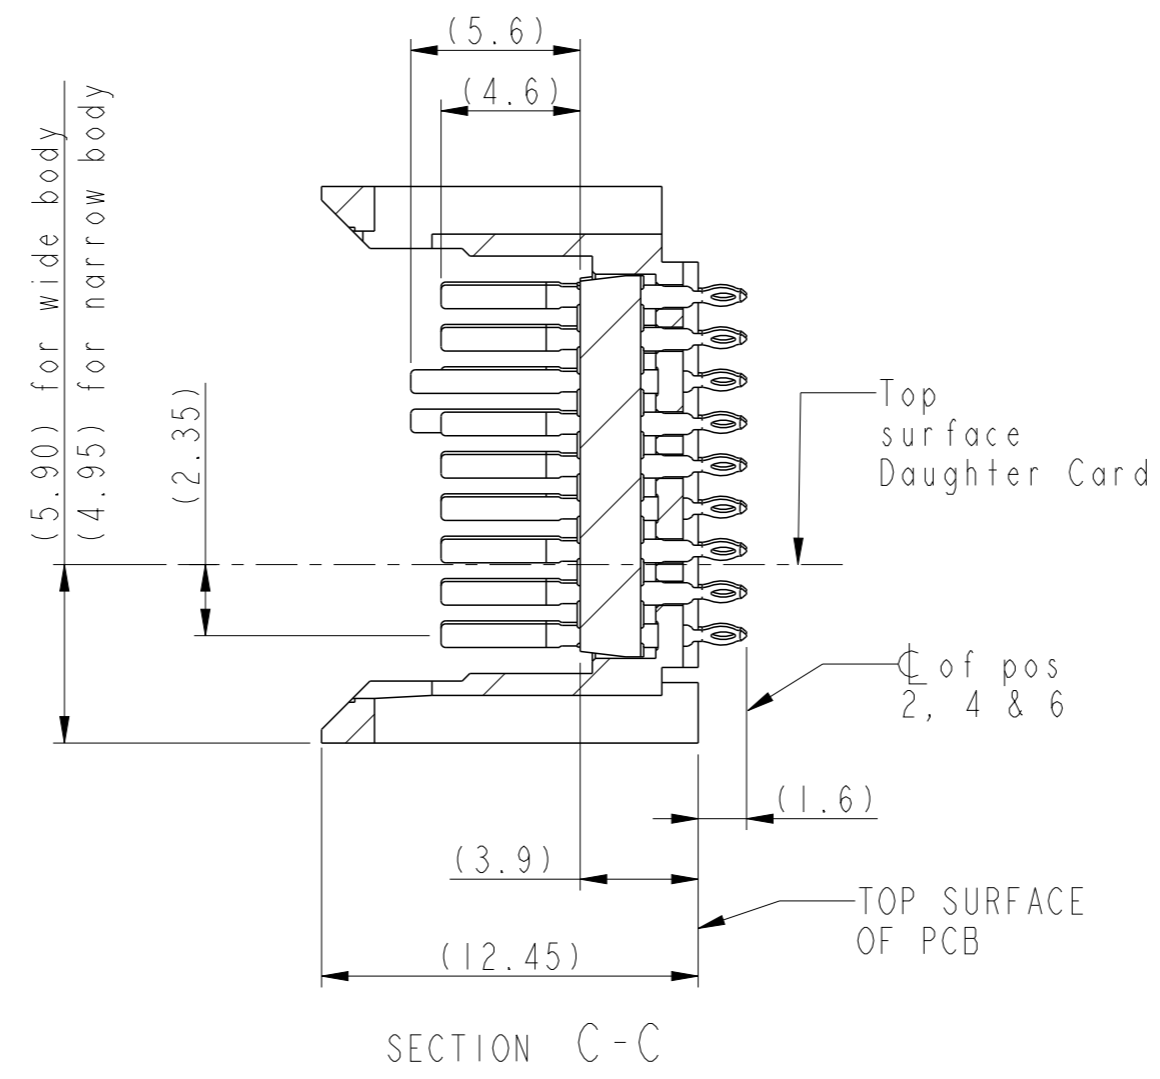 (5.6)
(4.6)
(5.90) for wide body
(4.95) for narrow body
(2.35)
Top
surface
Daughter Card
℄ of pos
2, 4 & 6
(1.6)
(3.9)
TOP SURFACE
OF PCB
(12.45)
SECTION C-C